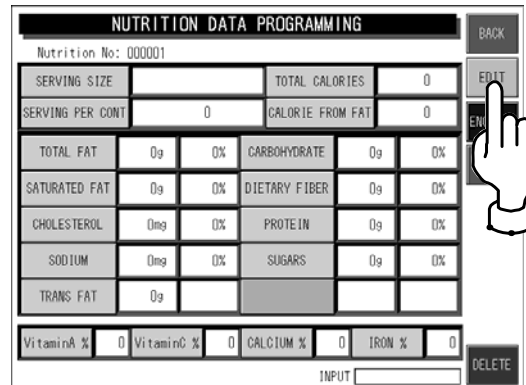 NUTRITION DATA PROGRAMMING
BACK
Nutrition No: 000001
SERVING SIZE TOTAL CALORIES 0
EDIT
SERVING PER CONT 0 CALORIE FROM FAT 0
TOTAL FAT 0g 0% CARBOHYDRATE 0g 0%
SATURATED FAT 0g 0% DIETARY FIBER 0g 0%
CHOLESTEROL 0mg 0% PROTEIN 0g 0%
SODIUM 0mg 0% SUGARS 0g 0%
TRANS FAT 0g
VitaminA % 0 VitaminC % 0 CALCIUM % 0 IRON % 0
INPUT
DELETE